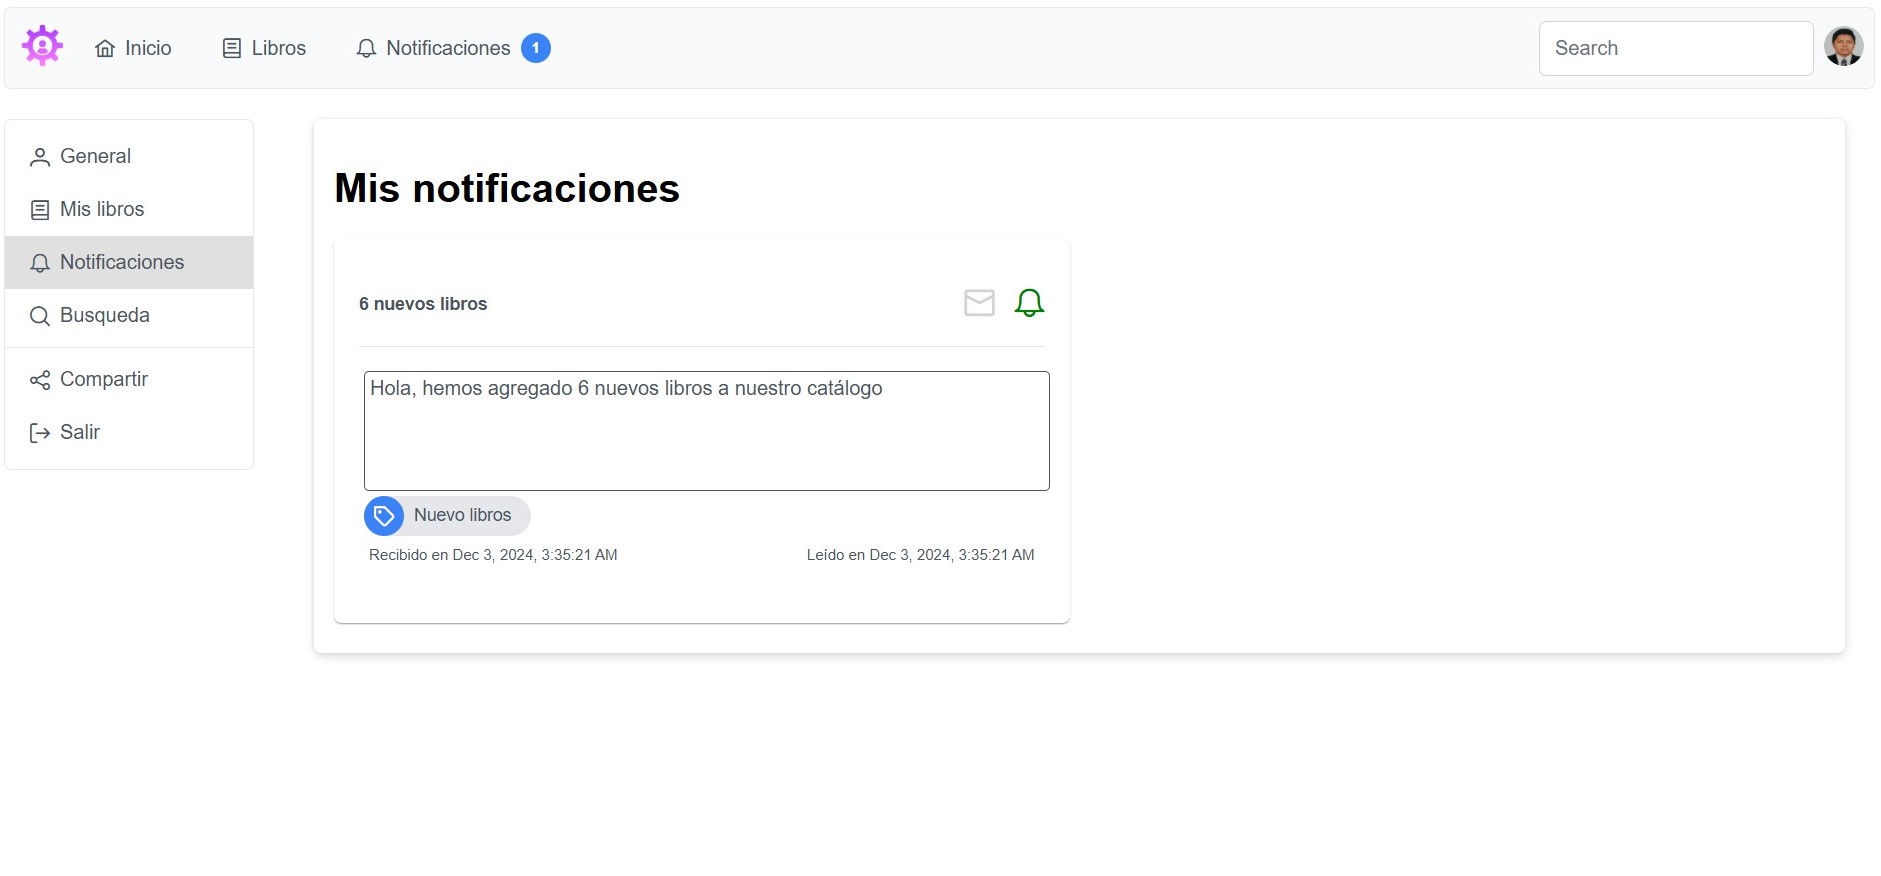 Inicio
Libros
Notificaciones 1
Search
General
Mis libros
Notificaciones
Busqueda
Compartir
Salir
Mis notificaciones
6 nuevos libros
Hola, hemos agregado 6 nuevos libros a nuestro catálogo
Nuevo libros
Recibido en Dec 3, 2024, 3:35:21 AM
Leído en Dec 3, 2024, 3:35:21 AM